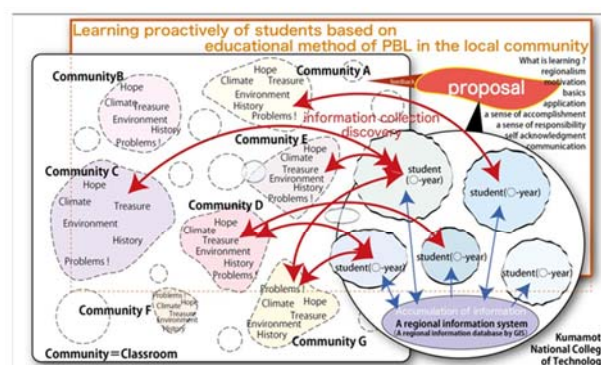 Learning proactively of students based on
educational method of PBL in the local community
CommunityB
Hope
Climate
Treasure
Environment
History
Problems !
Community A
Hope
Climate
Treasure
Environment
History
Problems !
feedback
proposal
What is learning ?
regionalism
motivation
basics
application
a sense of accomplishment
a sense of responsibility
self acknowledgment
communication
information collection
discovery
Community E
Hope
Climate
Treasure
Environment
History
Problems !
Community C
Hope
Climate
Treasure
Environment
History
Problems !
Community D
Hope
Climate
Treasure
Environment
History
Problems !
student
(〇-year)
student(〇-year)
student(〇-year)
student(〇-year)
student(〇-year)
Community F
Problems !
Hope
Climate
Treasure
Environment
History
Problems !
Climate
Hope
Treasure
Environment
History
Community G
Accumulation of Information
A regional information system
(A regional information database by GIS)
Community=Classroom
Kumamot
National Colleg
of Technolog